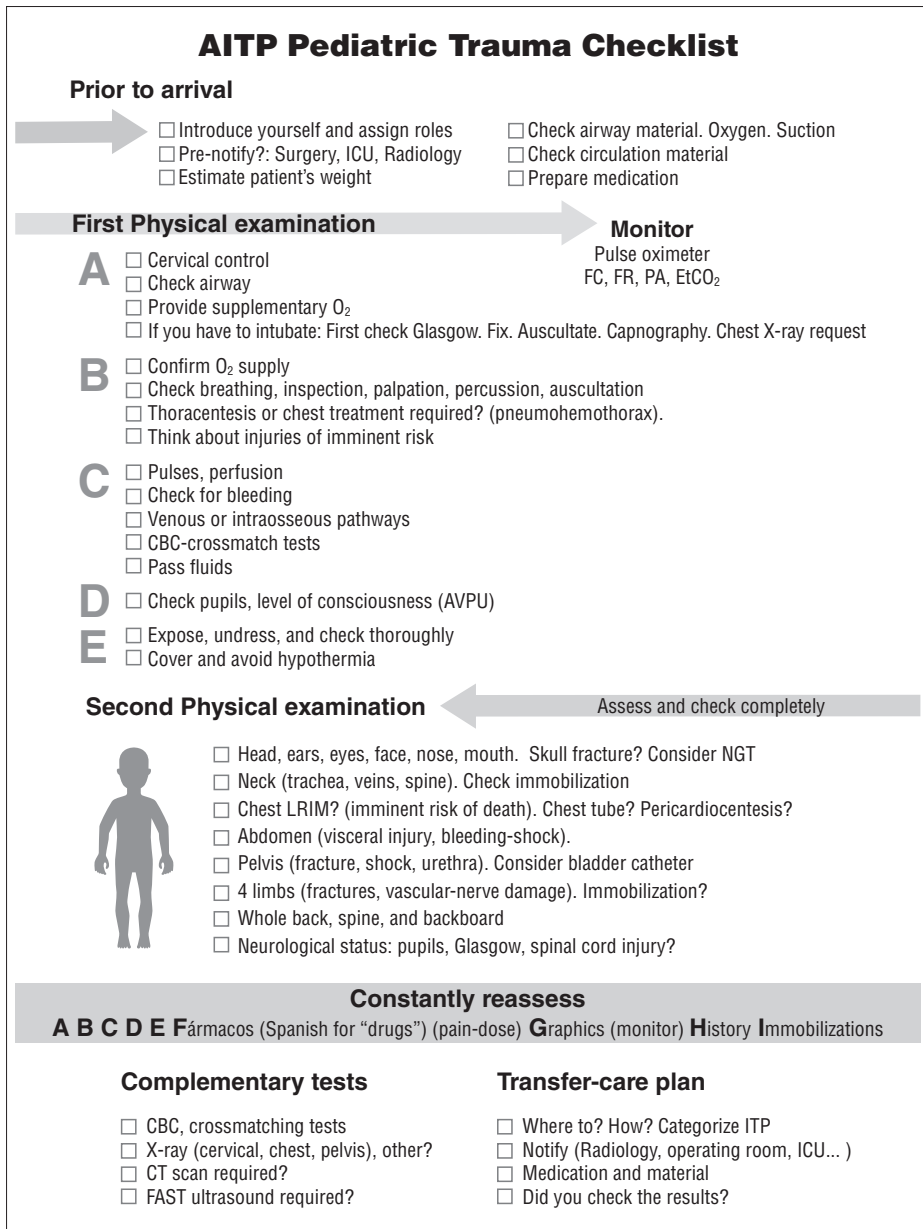 AITP Pediatric Trauma Checklist
Prior to arrival
☐ Introduce yourself and assign roles
☐ Pre-notify?: Surgery, ICU, Radiology
☐ Estimate patient’s weight
☐ Check airway material. Oxygen. Suction
☐ Check circulation material
☐ Prepare medication
First Physical examination
Monitor
Pulse oximeter
FC, FR, PA, EtCO₂
A
☐ Cervical control
☐ Check airway
☐ Provide supplementary O₂
☐ If you have to intubate: First check Glasgow. Fix. Auscultate. Capnography. Chest X-ray request
B
☐ Confirm O₂ supply
☐ Check breathing, inspection, palpation, percussion, auscultation
☐ Thoracentesis or chest treatment required? (pneumohemothorax).
☐ Think about injuries of imminent risk
C
☐ Pulses, perfusion
☐ Check for bleeding
☐ Venous or intraosseous pathways
☐ CBC-crossmatch tests
☐ Pass fluids
D
☐ Check pupils, level of consciousness (AVPU)
E
☐ Expose, undress, and check thoroughly
☐ Cover and avoid hypothermia
Second Physical examination
Assess and check completely
☐ Head, ears, eyes, face, nose, mouth. Skull fracture? Consider NGT
☐ Neck (trachea, veins, spine). Check immobilization
☐ Chest LRIM? (imminent risk of death). Chest tube? Pericardiocentesis?
☐ Abdomen (visceral injury, bleeding-shock).
☐ Pelvis (fracture, shock, urethra). Consider bladder catheter
☐ 4 limbs (fractures, vascular-nerve damage). Immobilization?
☐ Whole back, spine, and backboard
☐ Neurological status: pupils, Glasgow, spinal cord injury?
Constantly reassess
A B C D E Fármacos (Spanish for “drugs”) (pain-dose) Graphics (monitor) History Immobilizations
Complementary tests
☐ CBC, crossmatching tests
☐ X-ray (cervical, chest, pelvis), other?
☐ CT scan required?
☐ FAST ultrasound required?
Transfer-care plan
☐ Where to? How? Categorize ITP
☐ Notify (Radiology, operating room, ICU... )
☐ Medication and material
☐ Did you check the results?